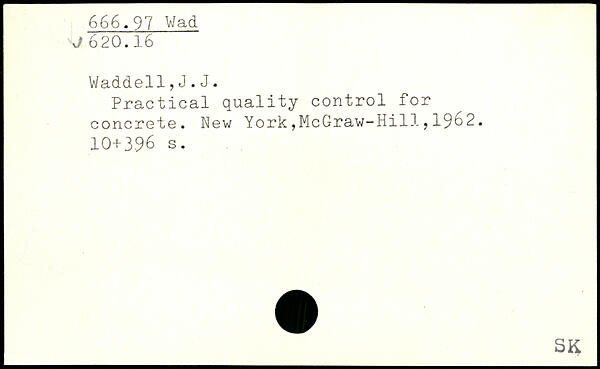 666.97 Wad
620.16
Waddell,J.J.
Practical quality control for
concrete. New York,McGraw-Hill,1962.
10+396 s.
SK